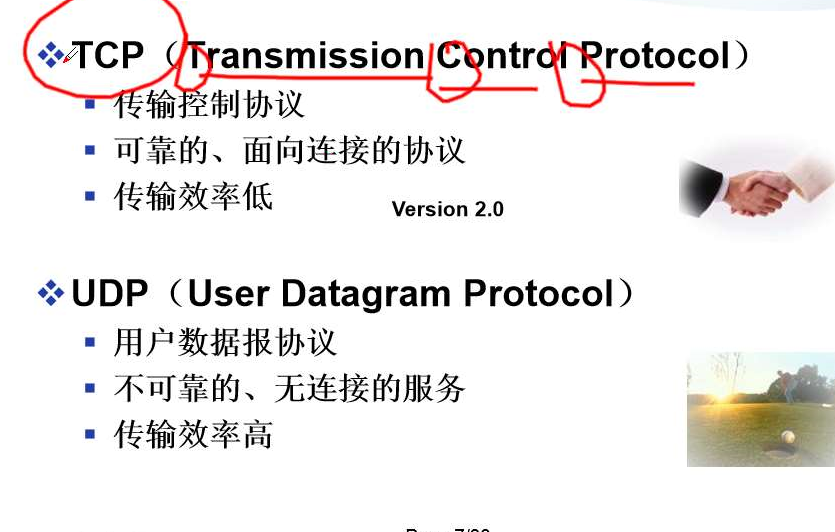 TCP（Transmission Control Protocol）
传输控制协议
可靠的、面向连接的协议
传输效率低
Version 2.0
UDP（User Datagram Protocol）
用户数据报协议
不可靠的、无连接的服务
传输效率高